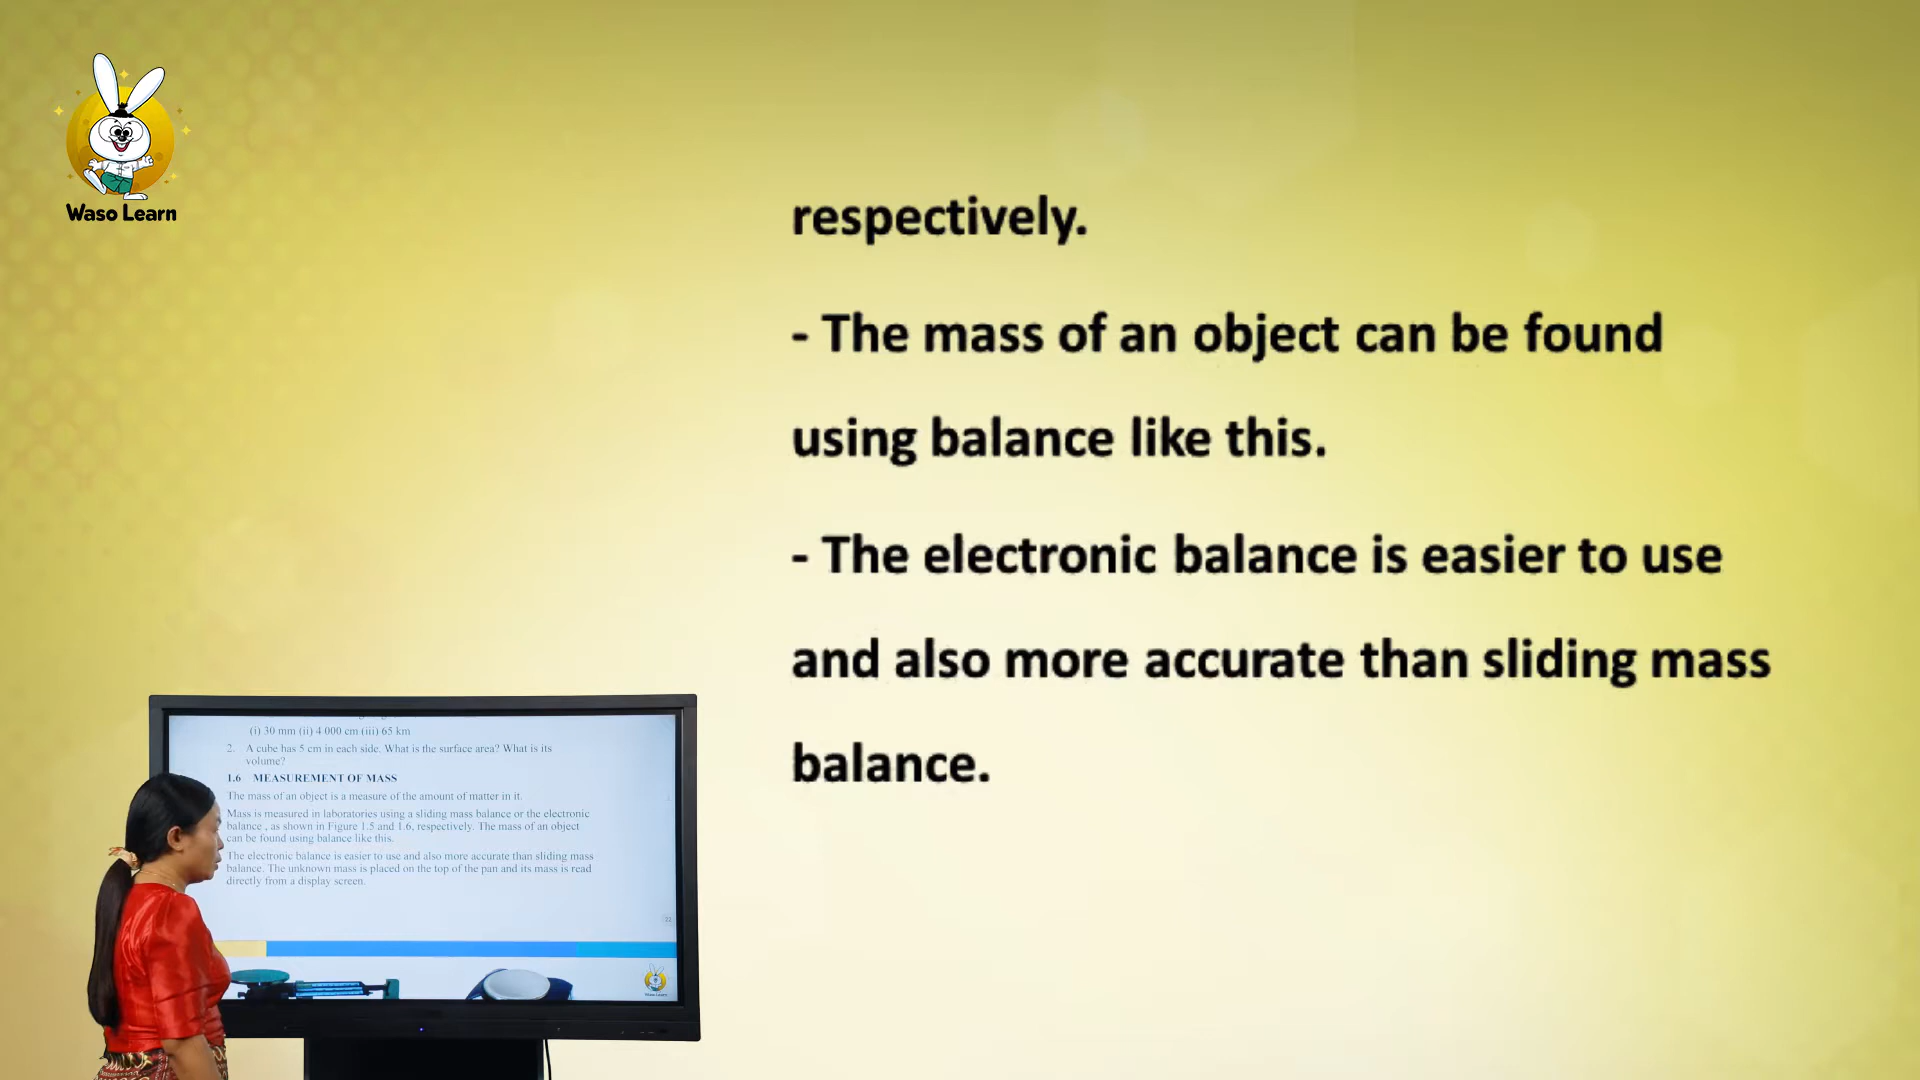 Waso Learn
respectively.
- The mass of an object can be found
using balance like this.
- The electronic balance is easier to use
and also more accurate than sliding mass
balance.
(i) 30 mm (ii) 4 000 cm (iii) 65 km
2. A cube has 5 cm in each side. What is the surface area? What is its
volume?
1.6 MEASUREMENT OF MASS
The mass of an object is a measure of the amount of matter in it.
Mass is measured in laboratories using a sliding mass balance or the electronic
balance , as shown in Figure 1.5 and 1.6, respectively. The mass of an object
can be found using balance like this.
The electronic balance is easier to use and also more accurate than sliding mass
balance. The unknown mass is placed on the top of the pan and its mass is read
directly from a display screen.
22
Waso Learn